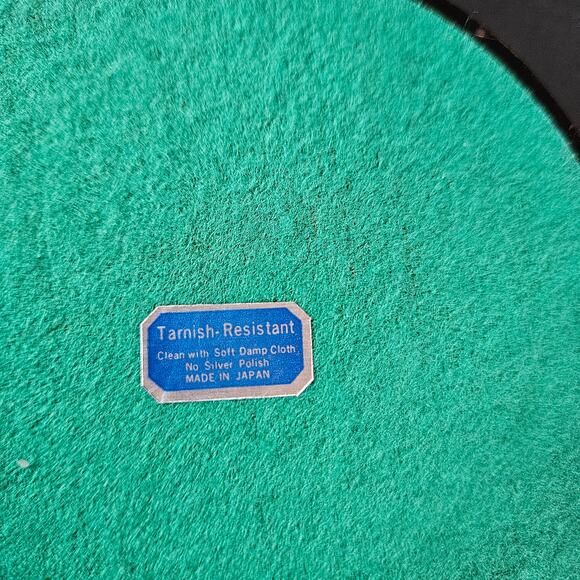 Tarnish-Resistant
Clean with Soft Damp Cloth,
No Silver Polish
MADE IN JAPAN